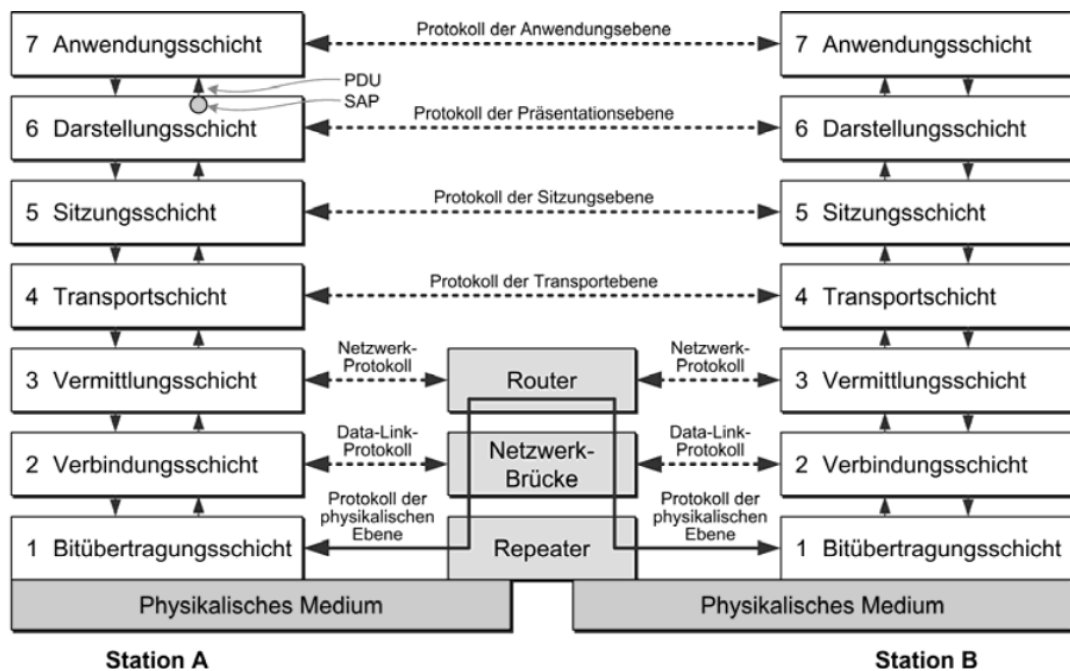 7 Anwendungsschicht
Protokoll der Anwendungsebene
7 Anwendungsschicht
PDU
SAP
6 Darstellungsschicht
Protokoll der Präsentationsebene
6 Darstellungsschicht
5 Sitzungsschicht
Protokoll der Sitzungsebene
5 Sitzungsschicht
4 Transportschicht
Protokoll der Transportebene
4 Transportschicht
3 Vermittlungsschicht
Netzwerk-
Protokoll
Router
Netzwerk-
Protokoll
3 Vermittlungsschicht
2 Verbindungsschicht
Data-Link-
Protokoll
Netzwerk-
Brücke
Data-Link-
Protokoll
2 Verbindungsschicht
1 Bitübertragungsschicht
Protokoll der
physikalischen
Ebene
Repeater
Protokoll der
physikalischen
Ebene
1 Bitübertragungsschicht
Physikalisches Medium
Physikalisches Medium
Station A
Station B